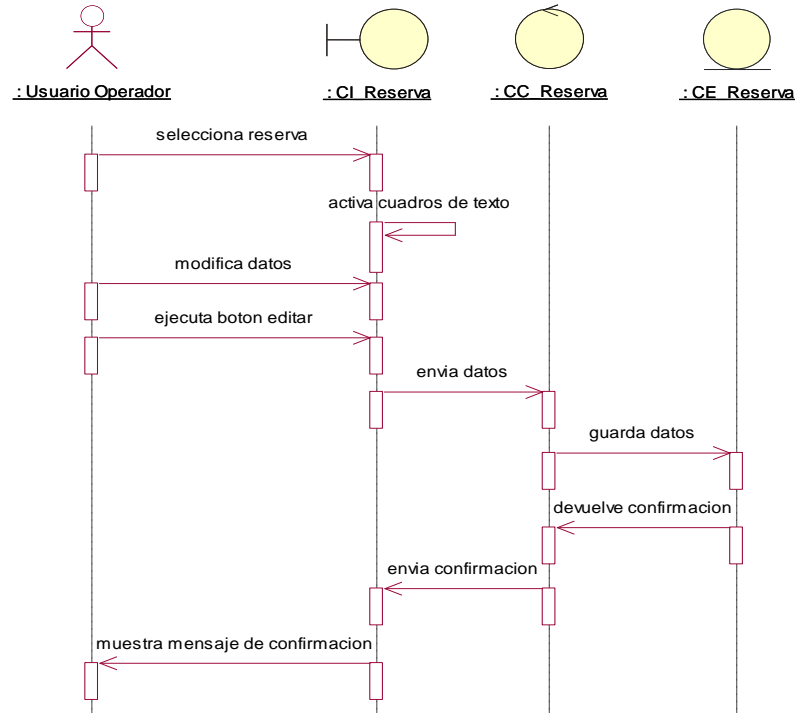 : Usuario Operador
: CI_Reserva
: CC_Reserva
: CE_Reserva
selecciona reserva
activa cuadros de texto
modifica datos
ejecuta boton editar
envia datos
guarda datos
devuelve confirmacion
envia confirmacion
muestra mensaje de confirmacion